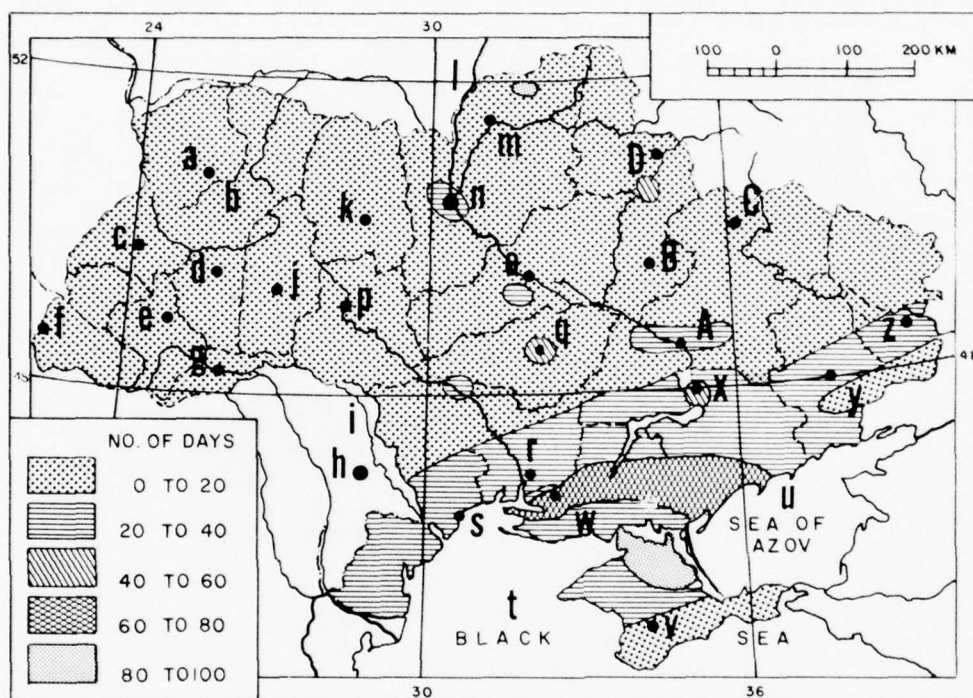 24
30
52
100 0 100 200 KM
l
m
a
D
b
n
C
k
c
o
B
d
j
p
f
e
A
z
q
g
48
48
x
y
i
NO. OF DAYS
h
r
0 TO 20
u
s
w
SEA OF
20 TO 40
AZOV
40 TO 60
t
v
60 TO 80
BLACK SEA
80 TO 100
30
36